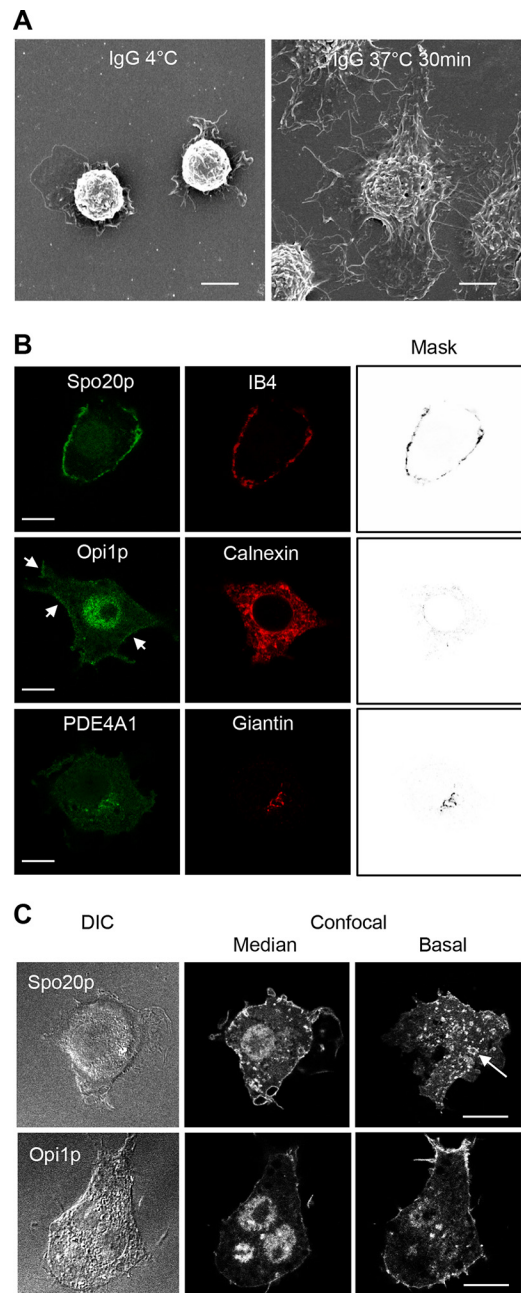 A
IgG 4°C
IgG 37°C 30min
B
Mask
Spo20p
IB4
Opi1p
Calnexin
PDE4A1
Giantin
C
DIC
Confocal
Median
Basal
Spo20p
Opi1p